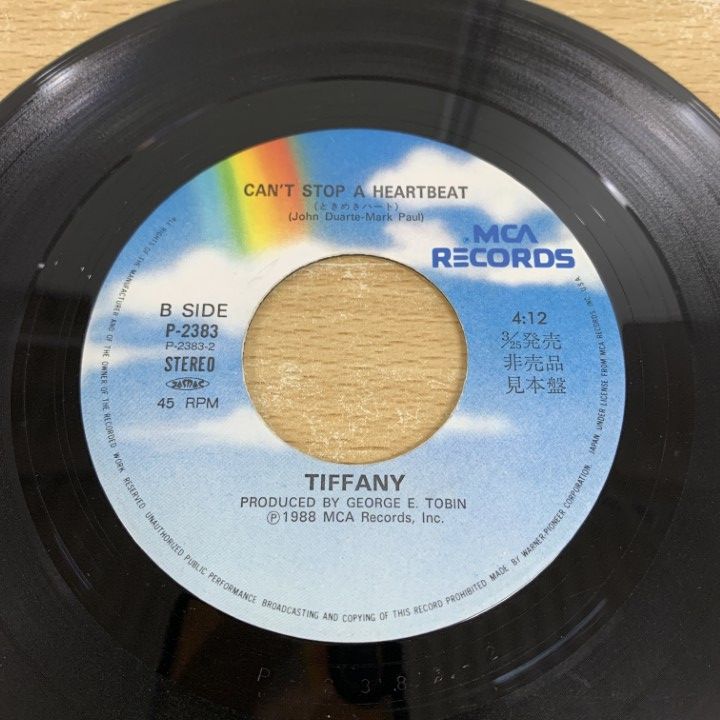 CAN'T STOP A HEARTBEAT
(ときめきハート)
(John Duarte-Mark Paul)
MCA
RECORDS
B SIDE
P-2383
P-2383-2
STEREO
45 RPM
4:12
3/25発売
非売品
見本盤
TIFFANY
PRODUCED BY GEORGE E. TOBIN
Ⓟ1988 MCA Records, Inc.
ALL RIGHTS OF THE MANUFACTURER AND OF THE OWNER OF THE RECORDED WORK RESERVED. UNAUTHORIZED PUBLIC PERFORMANCE BROADCASTING AND COPYING OF THIS RECORD PROHIBITED MADE BY WARNER-PIONEER CORPORATION, JAPAN UNDER LICENSE FROM MCA RECORDS INC. U.S.A.